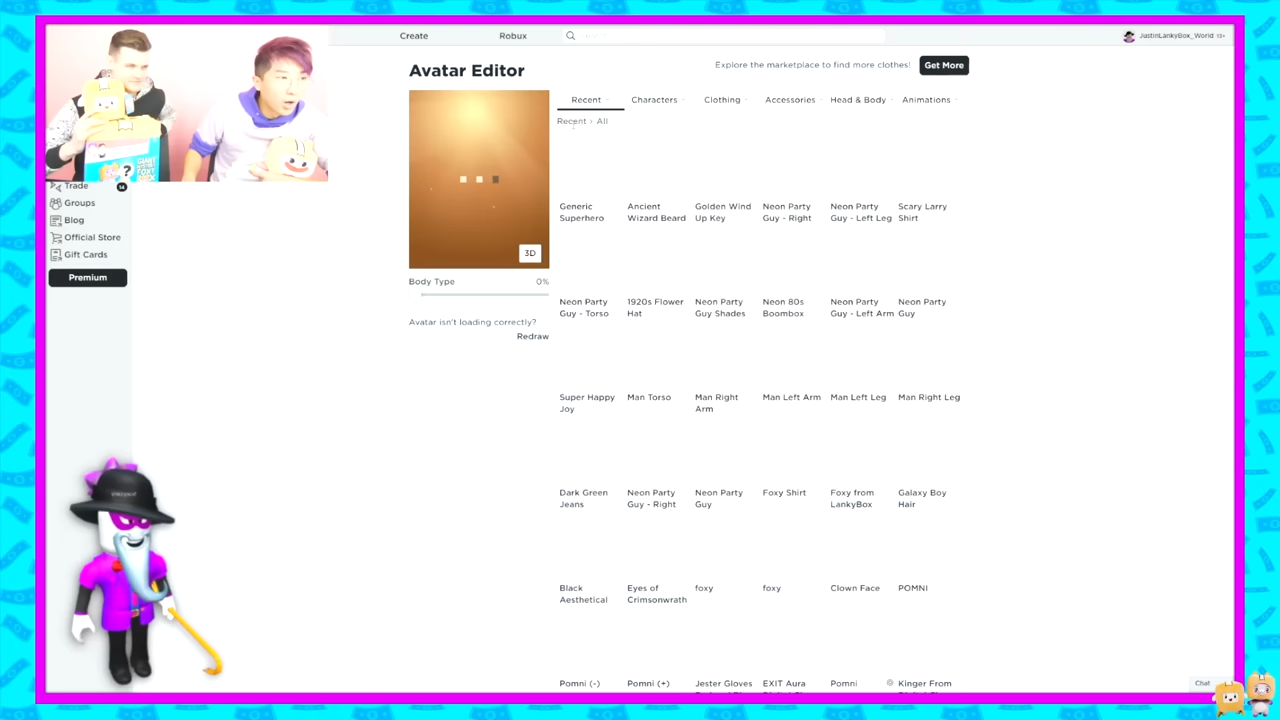 Create
Robux
JustinLankyBox_World 13+
Avatar Editor
Explore the marketplace to find more clothes!
Get More
Recent
Characters
Clothing
Accessories
Head & Body
Animations
Recent > All
Trade
14
Groups
Blog
Official Store
Gift Cards
Premium
3D
Body Type
0%
Avatar isn't loading correctly?
Redraw
Generic
Superhero
Ancient
Wizard Beard
Golden Wind
Up Key
Neon Party
Guy - Right
Neon Party
Guy - Left Leg
Scary Larry
Shirt
Neon Party
Guy - Torso
1920s Flower
Hat
Neon Party
Guy Shades
Neon 80s
Boombox
Neon Party
Guy - Left Arm
Neon Party
Guy
Super Happy
Joy
Man Torso
Man Right
Arm
Man Left Arm
Man Left Leg
Man Right Leg
Dark Green
Jeans
Neon Party
Guy - Right
Neon Party
Guy
Foxy Shirt
Foxy from
LankyBox
Galaxy Boy
Hair
Black
Aesthetical
Eyes of
Crimsonwrath
foxy
foxy
Clown Face
POMNI
Pomni (-)
Pomni (+)
Jester Gloves
EXIT Aura
Pomni
Kinger From
Chat